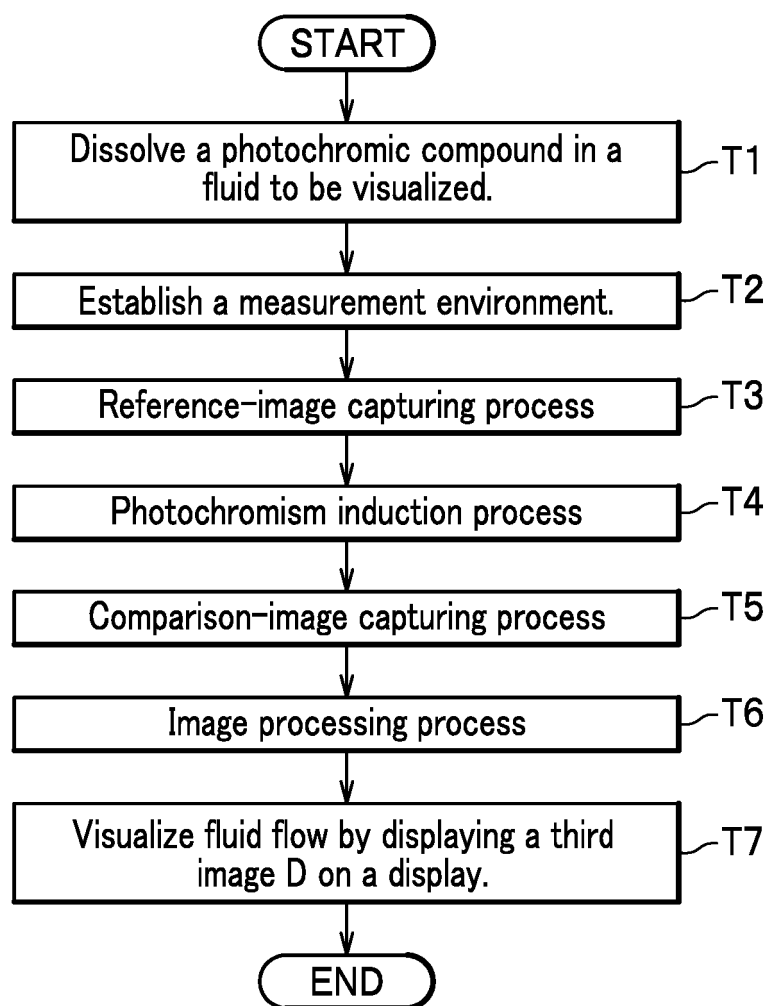 START
Dissolve a photochromic compound in a
fluid to be visualized.
T1
Establish a measurement environment.
T2
Reference-image capturing process
T3
Photochromism induction process
T4
Comparison-image capturing process
T5
Image processing process
T6
Visualize fluid flow by displaying a third
image D on a display.
T7
END